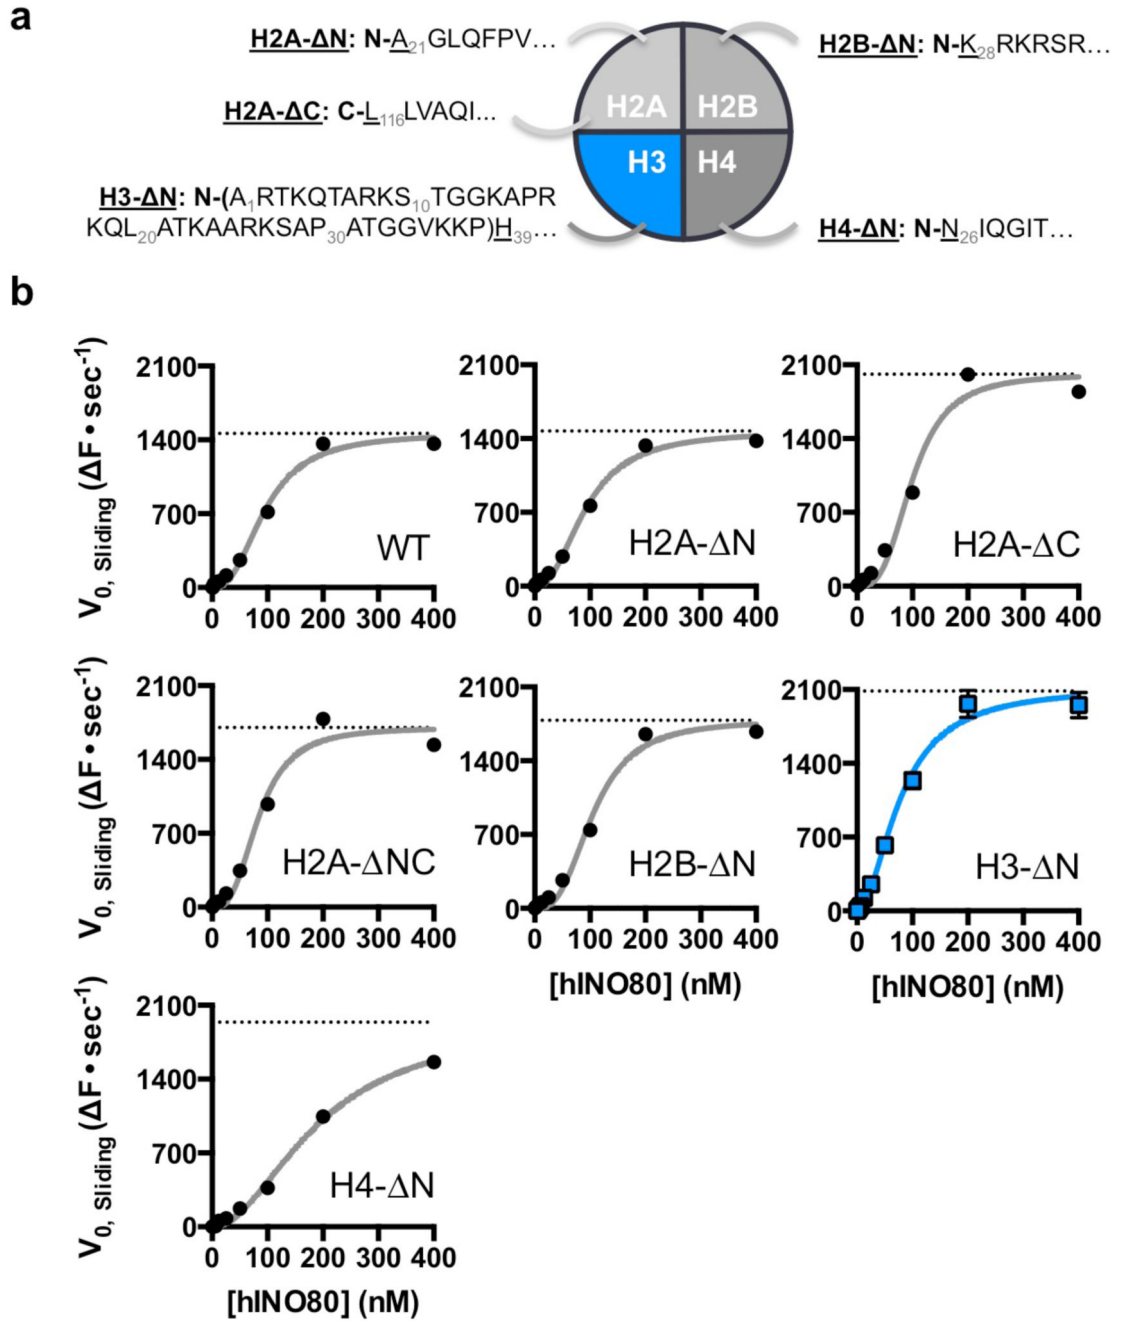 a
H2A-ΔN: N-A21GLQFPV...
H2B-ΔN: N-K28RKRSR...
H2A-ΔC: C-L116LVAQI...
H2A
H2B
H3
H4
H3-ΔN: N-(A1RTKQTARKS10TGGKAPR
KQL20ATKAARKSAP30ATGGVKKP)H39...
H4-ΔN: N-N26IQGIT...
b
V0, Sliding (ΔF•sec-1)
2100
1400
700
0
WT
0 100 200 300 400
2100
1400
700
0
H2A-ΔN
0 100 200 300 400
2100
1400
700
0
H2A-ΔC
0 100 200 300 400
V0, Sliding (ΔF•sec-1)
2100
1400
700
0
H2A-ΔNC
0 100 200 300 400
2100
1400
700
0
H2B-ΔN
0 100 200 300 400
[hINO80] (nM)
2100
1400
700
0
H3-ΔN
0 100 200 300 400
[hINO80] (nM)
V0, Sliding (ΔF•sec-1)
2100
1400
700
0
H4-ΔN
0 100 200 300 400
[hINO80] (nM)